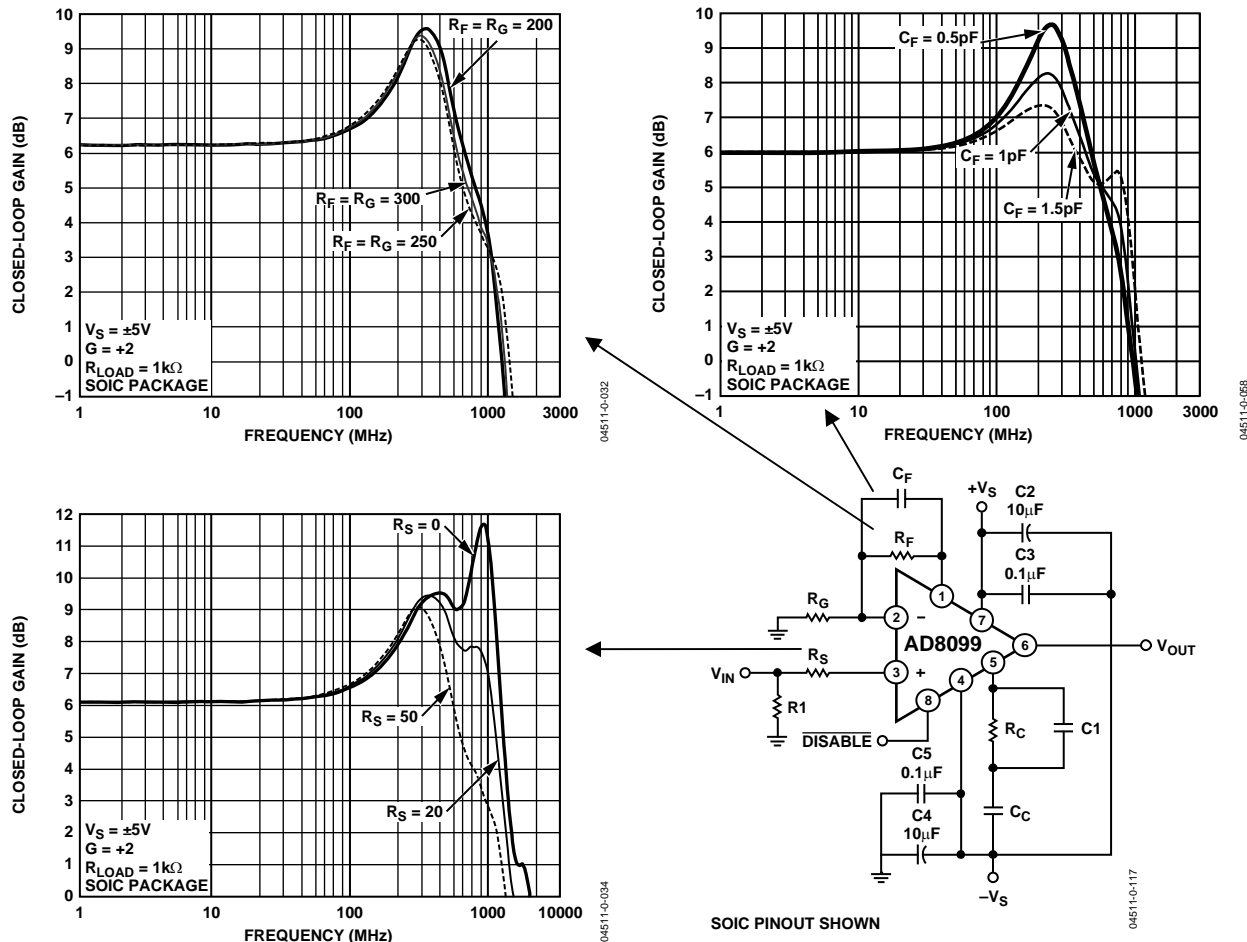 10
9
8
7
6
5
4
3
2
1
0
–1
CLOSED-LOOP GAIN (dB)
RF = RG = 200
RF = RG = 300
RF = RG = 250
VS = ±5V
G = +2
RLOAD = 1kΩ
SOIC PACKAGE
1
10
100
1000
3000
FREQUENCY (MHz)
04511-0-032
10
9
8
7
6
5
4
3
2
1
0
–1
CLOSED-LOOP GAIN (dB)
CF = 0.5pF
CF = 1pF
CF = 1.5pF
VS = ±5V
G = +2
RLOAD = 1kΩ
SOIC PACKAGE
1
10
100
1000
3000
FREQUENCY (MHz)
04511-0-058
12
11
10
9
8
7
6
5
4
3
2
1
0
CLOSED-LOOP GAIN (dB)
RS = 0
RS = 50
RS = 20
VS = ±5V
G = +2
RLOAD = 1kΩ
SOIC PACKAGE
1
10
100
1000
10000
FREQUENCY (MHz)
04511-0-034
CF
RF
RG
RS
VIN
R1
+VS
C2
10µF
C3
0.1µF
1
2
–
7
AD8099
6
VOUT
3
+
5
4
8
DISABLE
RC
C1
C5
0.1µF
C4
10µF
CC
–VS
SOIC PINOUT SHOWN
04511-0-117